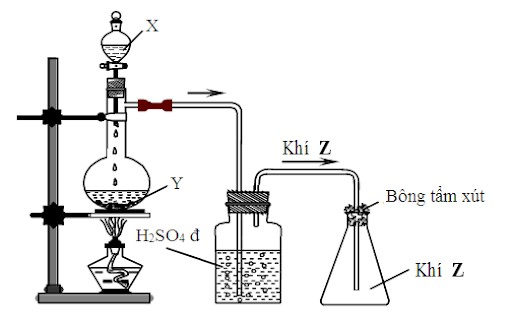 X
Khí Z
Y
Bông tẩm xút
H₂SO₄ đ
Khí Z